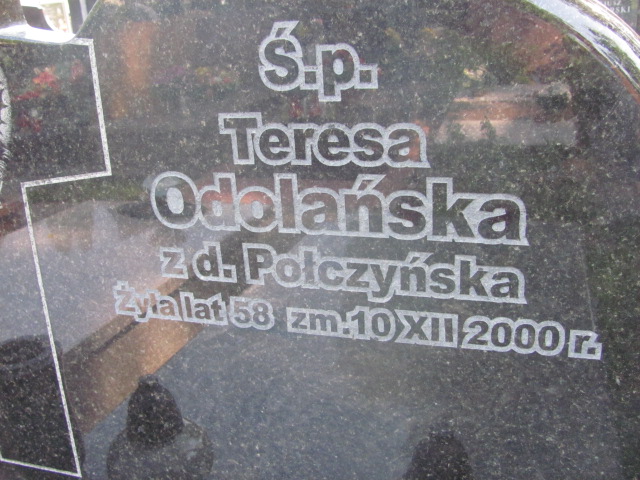 Ś.p.
Teresa
Odolańska
z d. Połczyńska
Żyła lat 58 zm.10 XII 2000 r.